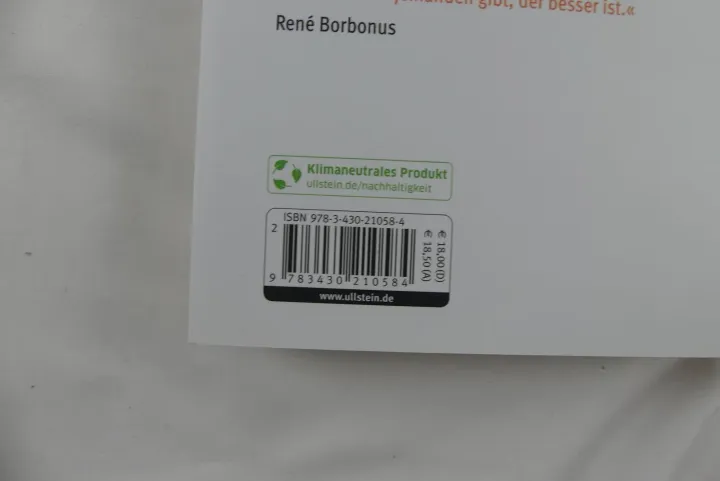 gibt, der besser ist.«
René Borbonus
Klimaneutrales Produkt
ullstein.de/nachhaltigkeit
ISBN 978-3-430-21058-4
2
€ 18,00 (D)
€ 18,50 (A)
9 783430 210584
www.ullstein.de